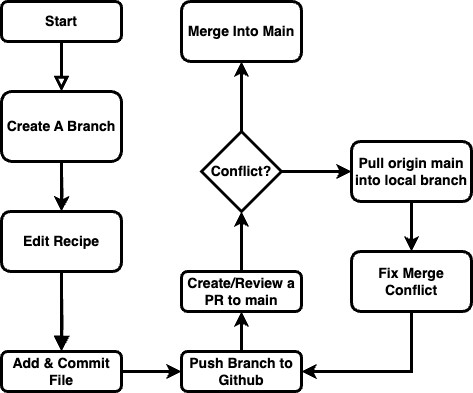 Start
Create A Branch
Edit Recipe
Add & Commit
File
Push Branch to
Github
Create/Review a
PR to main
Conflict?
Merge Into Main
Pull origin main
into local branch
Fix Merge
Conflict